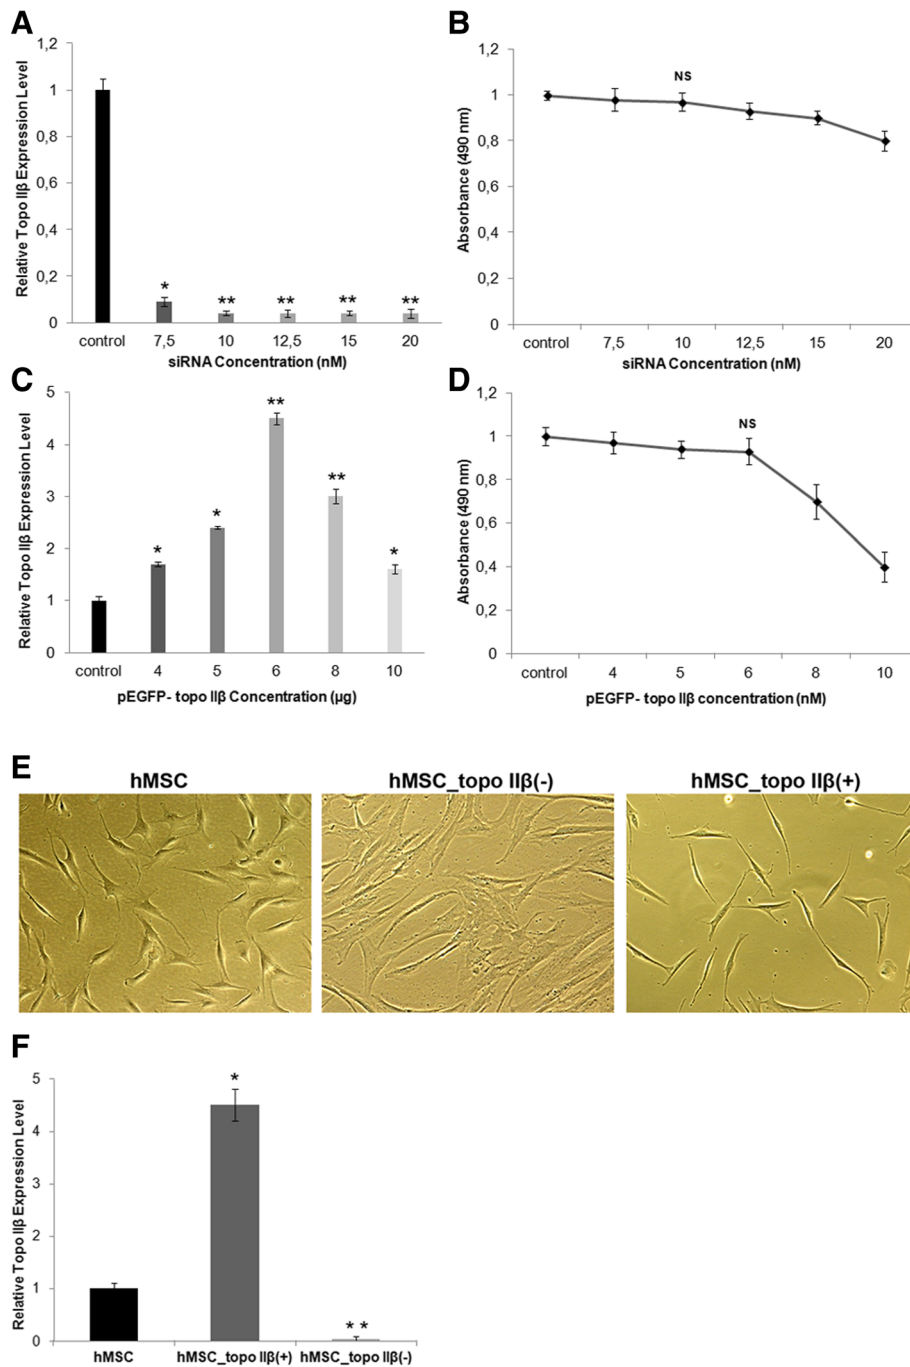 A
Relative Topo IIβ Expression Level
1,2
1
0,8
0,6
0,4
0,2
0
*
**
**
**
**
control
7,5
10
12,5
15
20
siRNA Concentration (nM)
B
Absorbance (490 nm)
1,2
1
0,8
0,6
0,4
0,2
0
NS
control
7,5
10
12,5
15
20
siRNA Concentration (nM)
C
Relative Topo IIβ Expression Level
5
4
3
2
1
0
*
*
**
**
*
control
4
5
6
8
10
pEGFP- topo IIβ Concentration (µg)
D
Absorbance (490 nm)
1,2
1
0,8
0,6
0,4
0,2
0
NS
control
4
5
6
8
10
pEGFP- topo IIβ concentration (nM)
E
hMSC
hMSC_topo IIβ(-)
hMSC_topo IIβ(+)
F
Relative Topo IIβ Expression Level
5
4
3
2
1
0
*
* *
hMSC
hMSC_topo IIβ(+)
hMSC_topo IIβ(-)